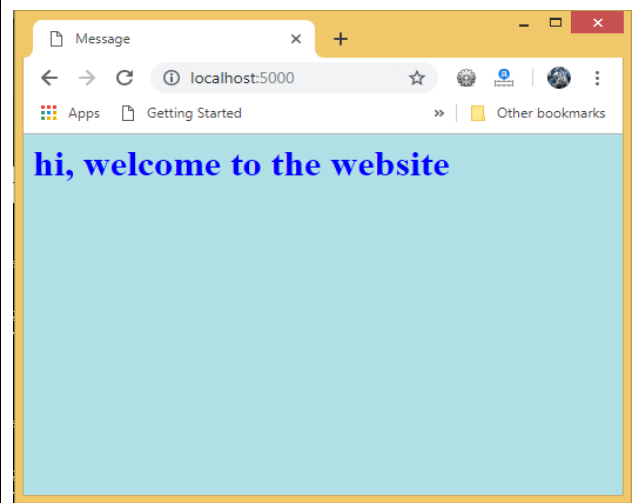 Message
localhost:5000
Apps Getting Started » Other bookmarks
hi, welcome to the website